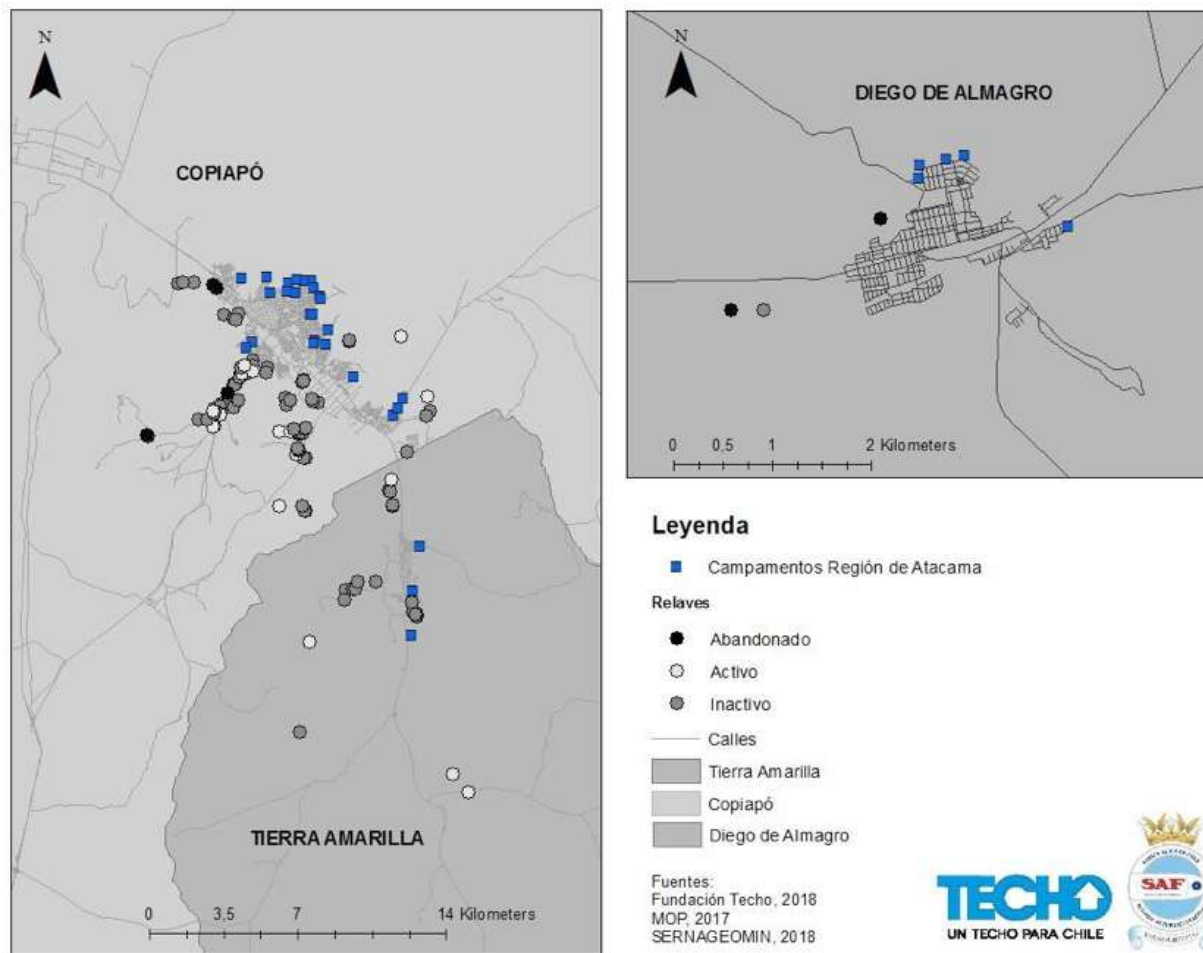 N
COPIAPÓ
TIERRA AMARILLA
0 3,5 7 14 Kilometers
N
DIEGO DE ALMAGRO
0 0,5 1 2 Kilometers
Leyenda
Campamentos Región de Atacama
Relaves
Abandonado
Activo
Inactivo
Calles
Tierra Amarilla
Copiapó
Diego de Almagro
Fuentes:
Fundación Techo, 2018
MOP, 2017
SERNAGEOMIN, 2018
TECHO
UN TECHO PARA CHILE
SAF